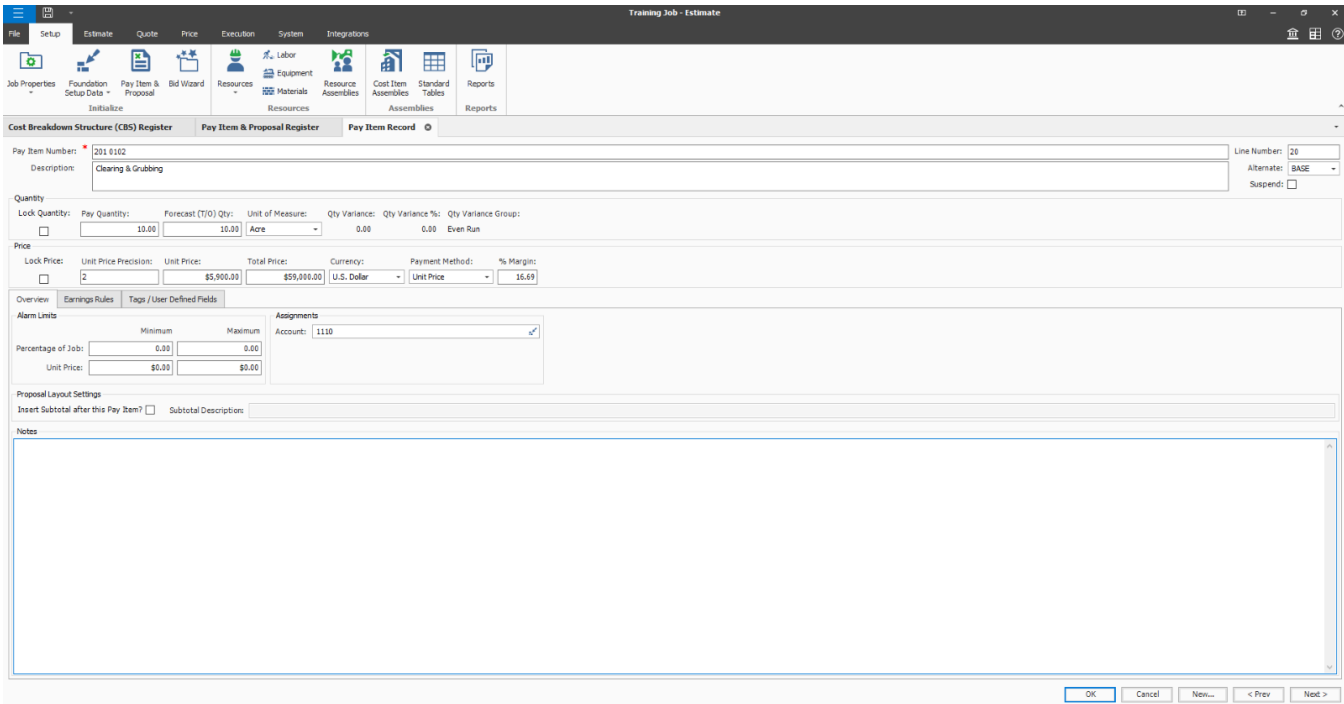 Training Job - Estimate
File Setup Estimate Quote Price Execution System Integrations
Job Properties
Foundation Setup Data
Pay Item & Proposal
Bid Wizard
Initialize
Resources
Labor
Equipment
Materials
Resource Assemblies
Resources
Cost Item Assemblies
Standard Tables
Assemblies
Reports
Reports
Cost Breakdown Structure (CBS) Register Pay Item & Proposal Register Pay Item Record
Pay Item Number: * 201 0102 Line Number: 20
Description: Clearing & Grubbing Alternate: BASE
Suspend:
Quantity
Lock Quantity: Pay Quantity: Forecast (T/O) Qty: Unit of Measure: Qty Variance: Qty Variance %: Qty Variance Group:
10.00 10.00 Acre 0.00 0.00 Even Run
Price
Lock Price: Unit Price Precision: Unit Price: Total Price: Currency: Payment Method: % Margin:
2 $5,900.00 $59,000.00 U.S. Dollar Unit Price 16.69
Overview Earnings Rules Tags / User Defined Fields
Alarm Limits Assignments
Minimum Maximum Account: 1110
Percentage of Job: 0.00 0.00
Unit Price: $0.00 $0.00
Proposal Layout Settings
Insert Subtotal after this Pay Item? Subtotal Description:
Notes
OK Cancel New... < Prev Next >